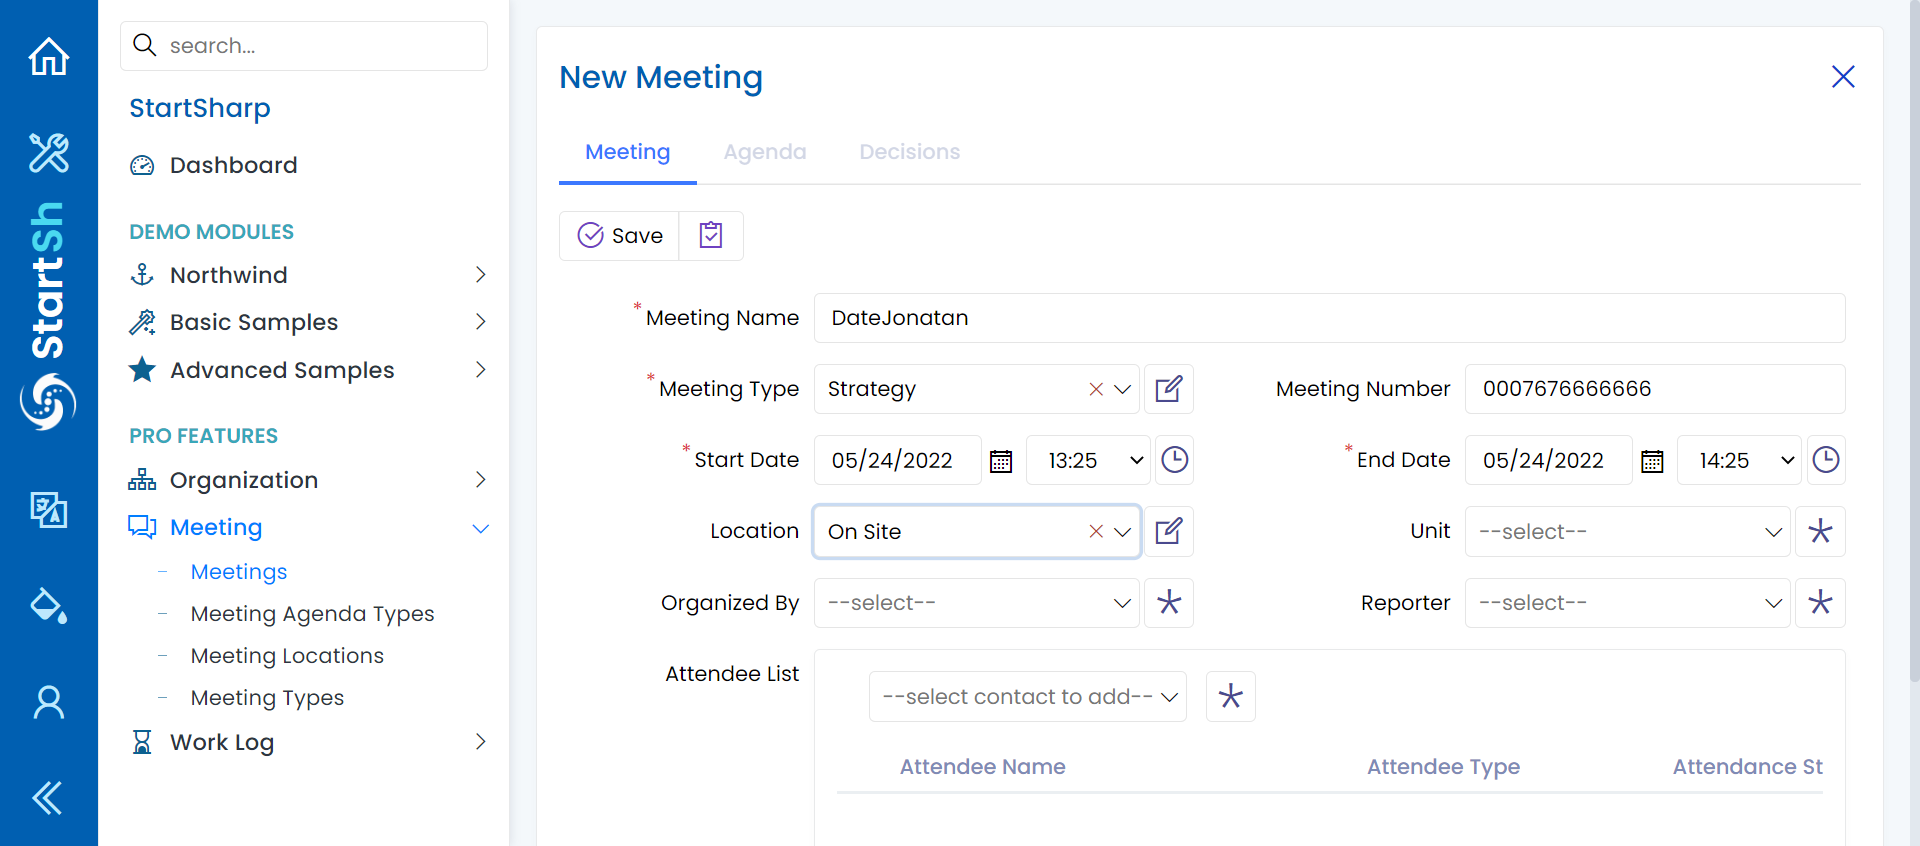 StartSh
search...
StartSharp
Dashboard
DEMO MODULES
Northwind
Basic Samples
Advanced Samples
PRO FEATURES
Organization
Meeting
Meetings
Meeting Agenda Types
Meeting Locations
Meeting Types
Work Log
New Meeting
Meeting Agenda Decisions
Save
* Meeting Name DateJonatan
* Meeting Type Strategy Meeting Number 0007676666666
* Start Date 05/24/2022 13:25 * End Date 05/24/2022 14:25
Location On Site Unit --select--
Organized By --select-- Reporter --select--
Attendee List
--select contact to add--
Attendee Name Attendee Type Attendance St